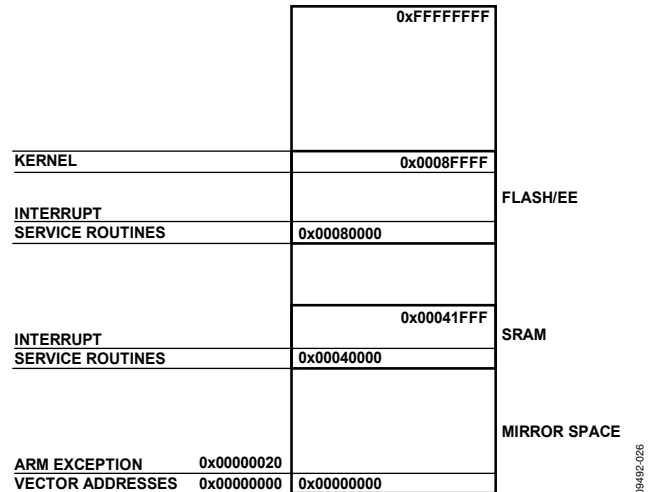 0xFFFFFFFF
KERNEL 0x0008FFFF
FLASH/EE
INTERRUPT
SERVICE ROUTINES 0x00080000
0x00041FFF
SRAM
INTERRUPT
SERVICE ROUTINES 0x00040000
MIRROR SPACE
ARM EXCEPTION 0x00000020
VECTOR ADDRESSES 0x00000000 0x00000000
09492-026